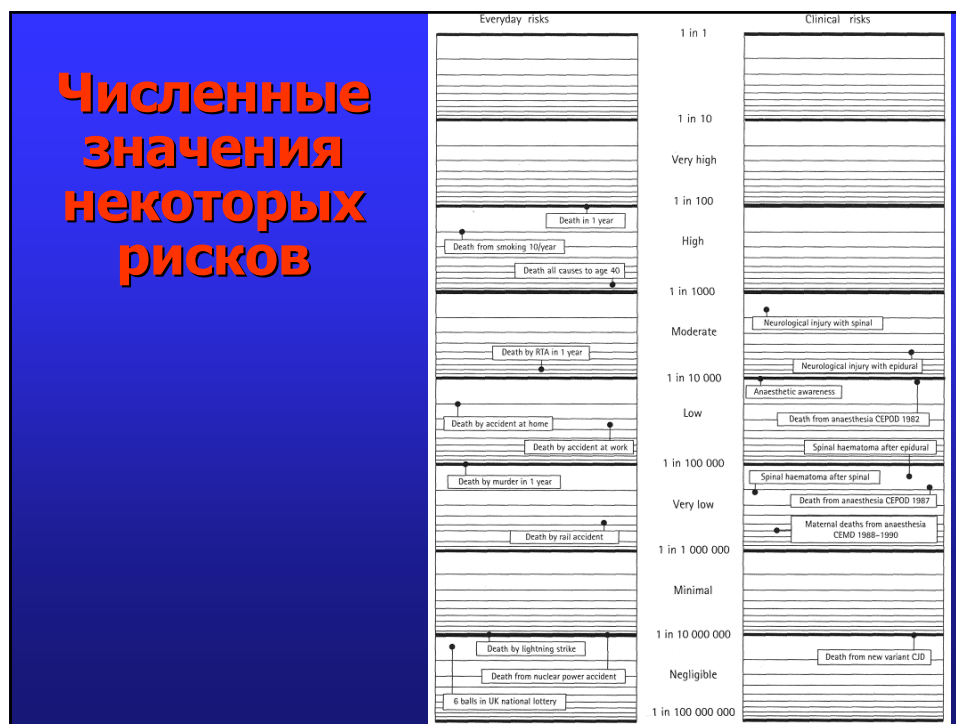 Численные
значения
некоторых
рисков
Everyday risks
Clinical risks
1 in 1
1 in 10
Very high
1 in 100
Death in 1 year
High
Death from smoking 10/year
Death all causes to age 40
1 in 1000
Neurological injury with spinal
Moderate
Death by RTA in 1 year
Neurological injury with epidural
1 in 10 000
Anaesthetic awareness
Low
Death from anaesthesia CEPOD 1982
Death by accident at home
Death by accident at work
Spinal haematoma after epidural
1 in 100 000
Death by murder in 1 year
Spinal haematoma after spinal
Death from anaesthesia CEPOD 1987
Very low
Maternal deaths from anaesthesia
CEMD 1988–1990
Death by rail accident
1 in 1 000 000
Minimal
1 in 10 000 000
Death by lightning strike
Death from new variant CJD
Death from nuclear power accident
Negligible
6 balls in UK national lottery
1 in 100 000 000